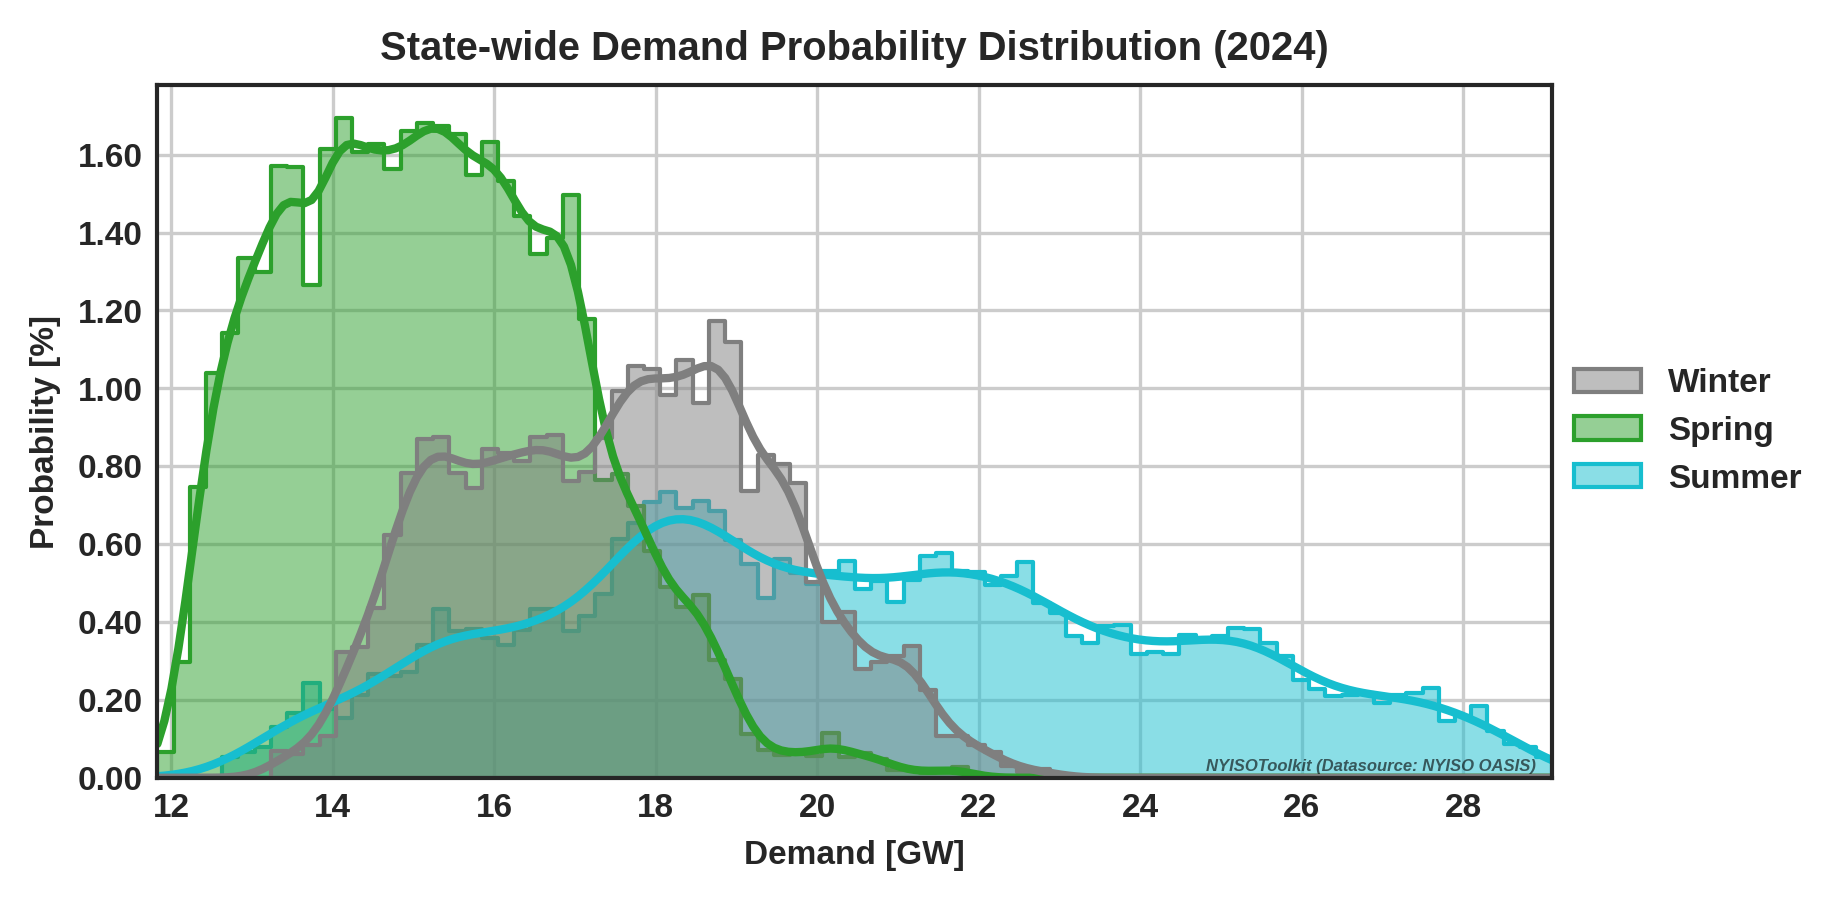 State-wide Demand Probability Distribution (2024)
Probability [%]
1.60
1.40
1.20
1.00
0.80
0.60
0.40
0.20
0.00
12 14 16 18 20 22 24 26 28
Demand [GW]
NYISOToolkit (Datasource: NYISO OASIS)
Winter
Spring
Summer